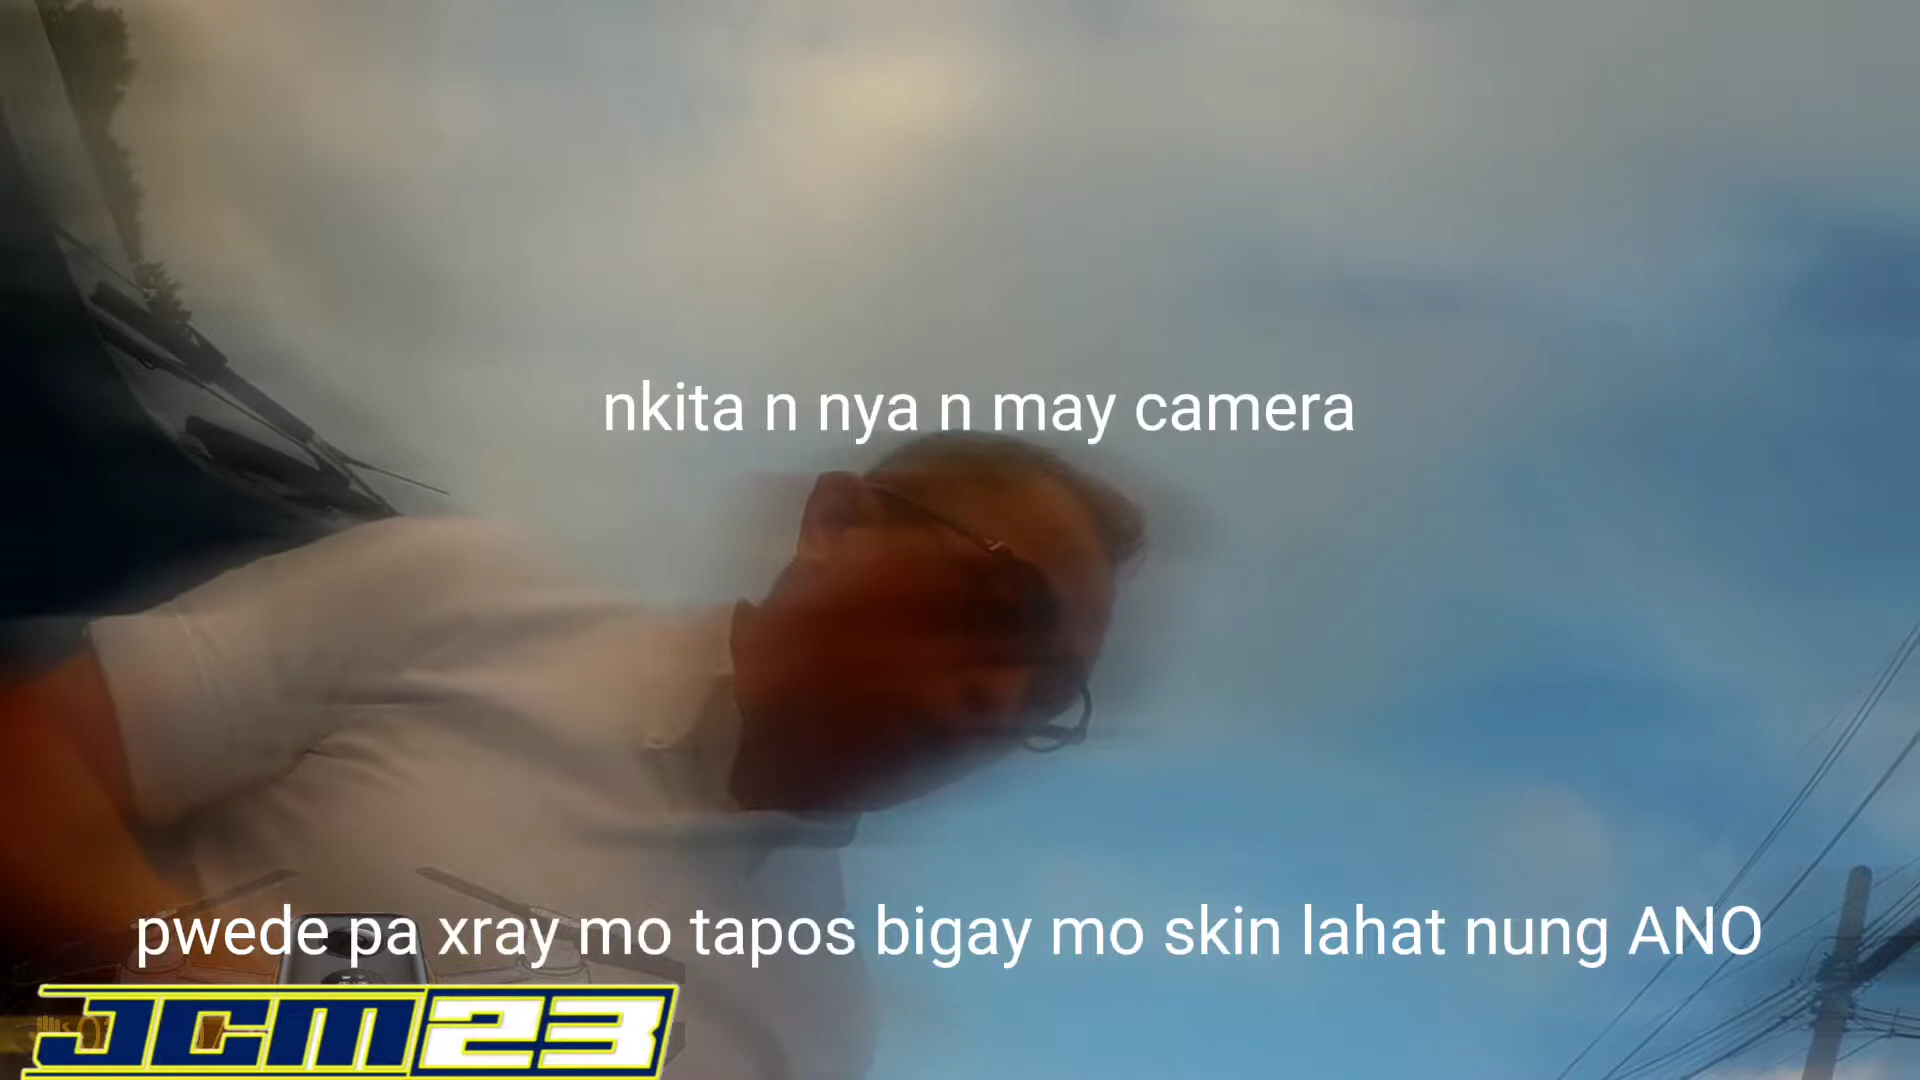 nkita n nya n may camera
pwede pa xray mo tapos bigay mo skin lahat nung ANO
JCM23